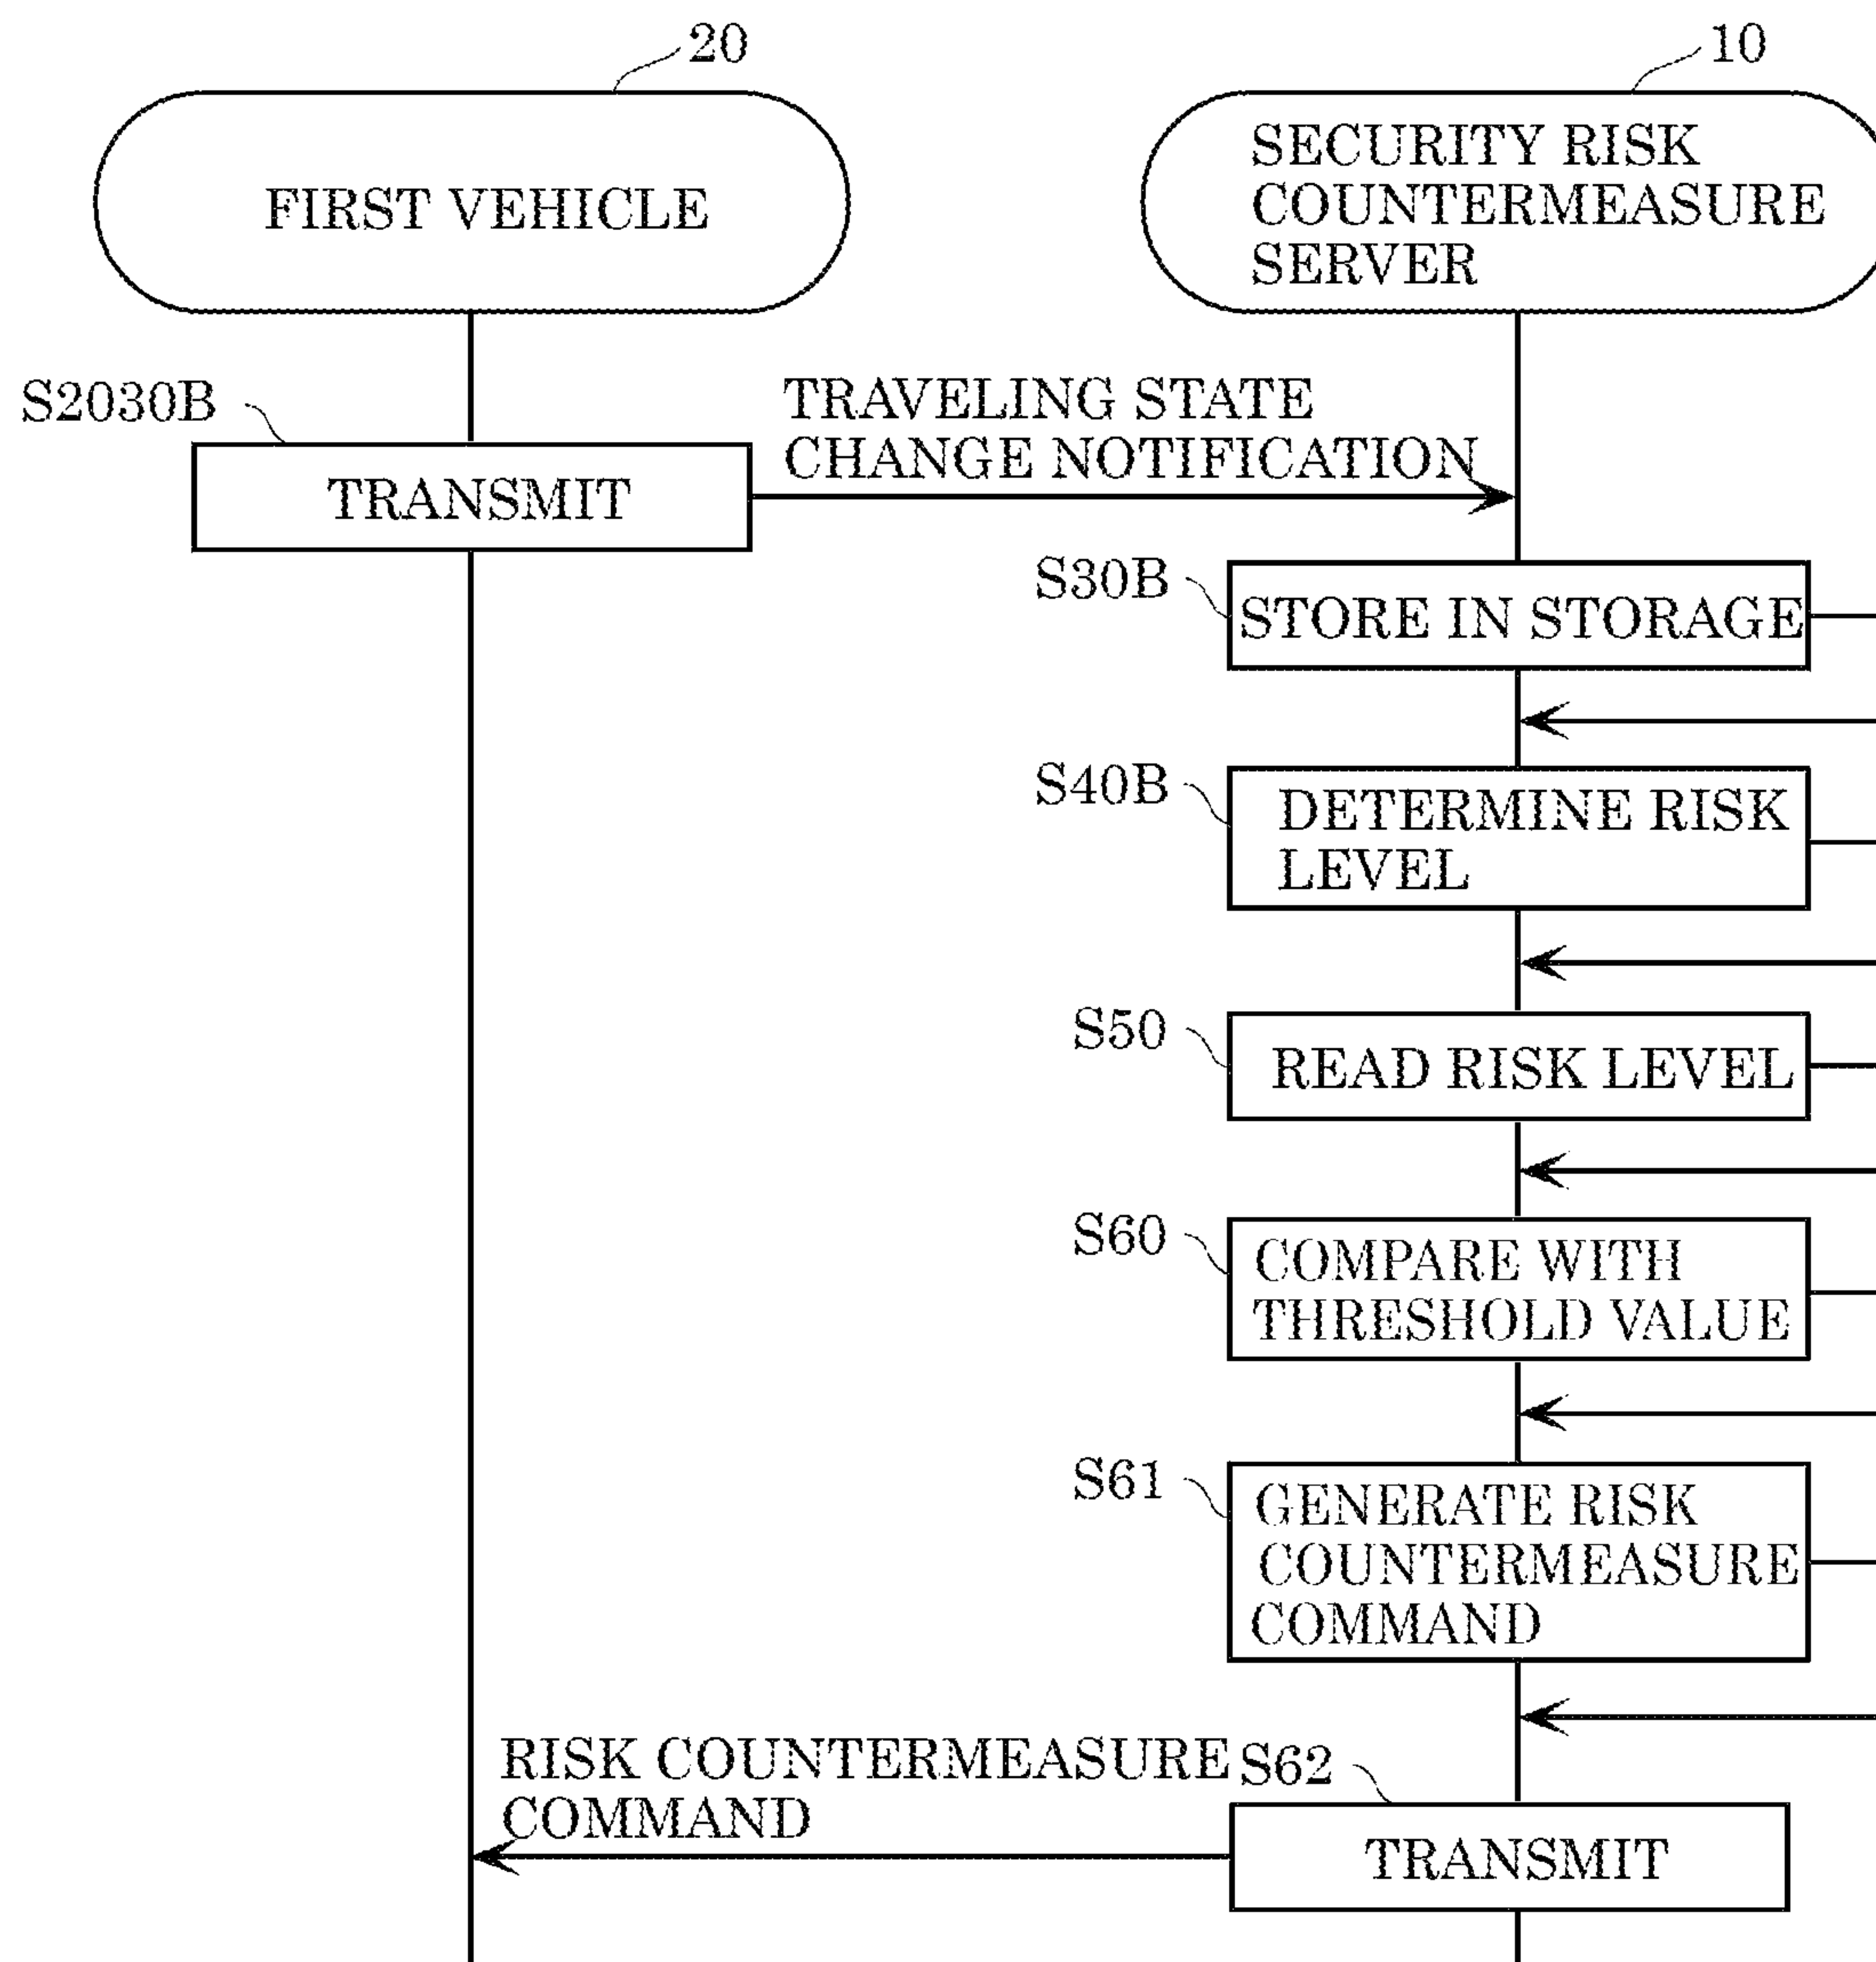 20
10
FIRST VEHICLE
SECURITY RISK
COUNTERMEASURE
SERVER
S2030B
TRAVELING STATE
CHANGE NOTIFICATION
TRANSMIT
S30B
STORE IN STORAGE
S40B
DETERMINE RISK
LEVEL
S50
READ RISK LEVEL
S60
COMPARE WITH
THRESHOLD VALUE
S61
GENERATE RISK
COUNTERMEASURE
COMMAND
RISK COUNTERMEASURE
COMMAND
S62
TRANSMIT